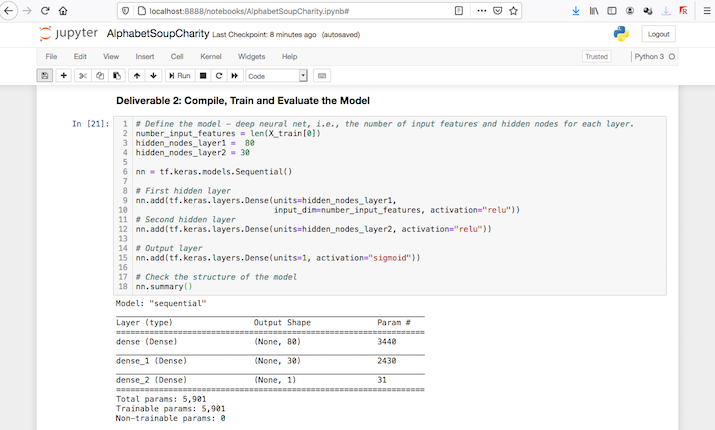 localhost:8888/notebooks/AlphabetSoupCharity.ipynb#
jupyter AlphabetSoupCharity Last Checkpoint: 8 minutes ago (autosaved)
Logout
File Edit View Insert Cell Kernel Widgets Help
Trusted Python 3
Run Code
Deliverable 2: Compile, Train and Evaluate the Model
In [21]:
1 # Define the model - deep neural net, i.e., the number of input features and hidden nodes for each layer.
2 number_input_features = len(X_train[0])
3 hidden_nodes_layer1 =  80
4 hidden_nodes_layer2 = 30
5
6 nn = tf.keras.models.Sequential()
7
8 # First hidden layer
9 nn.add(tf.keras.layers.Dense(units=hidden_nodes_layer1,
10 input_dim=number_input_features, activation="relu"))
11 # Second hidden layer
12 nn.add(tf.keras.layers.Dense(units=hidden_nodes_layer2, activation="relu"))
13
14 # Output layer
15 nn.add(tf.keras.layers.Dense(units=1, activation="sigmoid"))
16
17 # Check the structure of the model
18 nn.summary()
Model: "sequential"
Layer (type) Output Shape Param #
dense (Dense) (None, 80) 3440
dense_1 (Dense) (None, 30) 2430
dense_2 (Dense) (None, 1) 31
Total params: 5,901
Trainable params: 5,901
Non-trainable params: 0